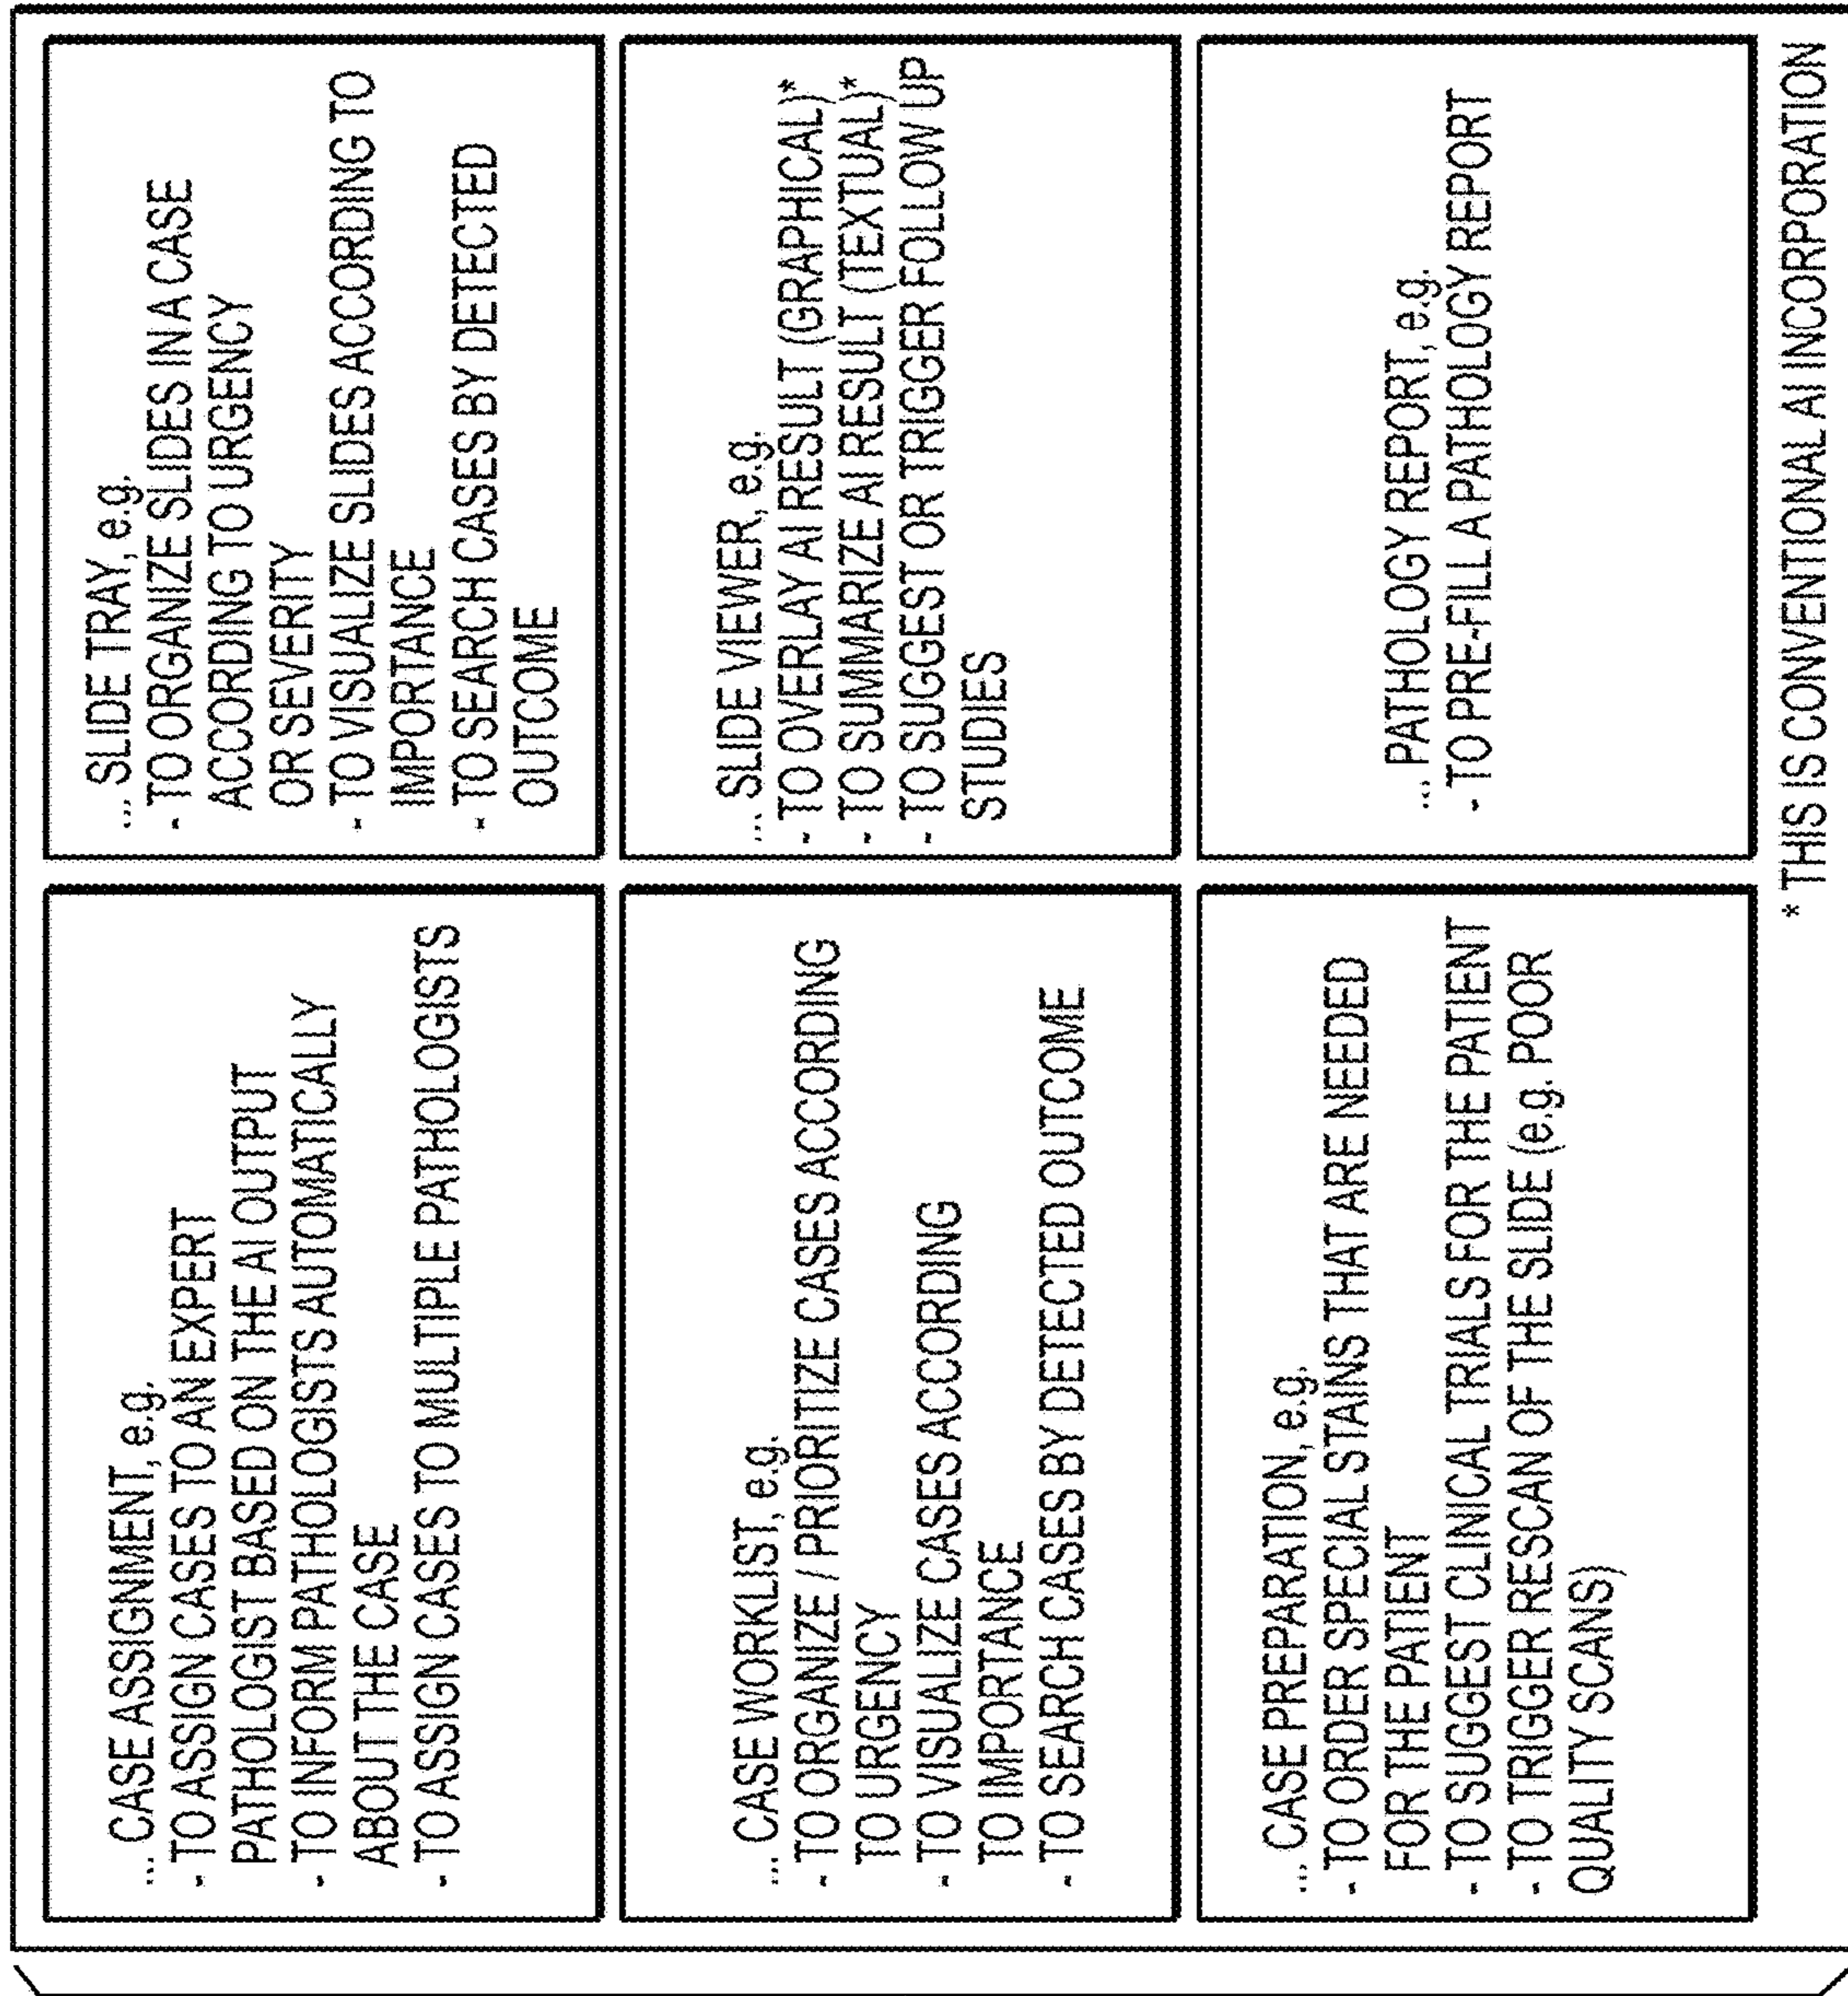 ... CASE ASSIGNMENT, e.g.
- TO ASSIGN CASES TO AN EXPERT
PATHOLOGIST BASED ON THE AI OUTPUT
- TO INFORM PATHOLOGISTS AUTOMATICALLY
ABOUT THE CASE
- TO ASSIGN CASES TO MULTIPLE PATHOLOGISTS
... SLIDE TRAY, e.g.
- TO ORGANIZE SLIDES IN A CASE
ACCORDING TO URGENCY
OR SEVERITY
- TO VISUALIZE SLIDES ACCORDING TO
IMPORTANCE
- TO SEARCH CASES BY DETECTED
OUTCOME
... CASE WORKLIST, e.g.
- TO ORGANIZE / PRIORITIZE CASES ACCORDING
TO URGENCY
- TO VISUALIZE CASES ACCORDING
TO IMPORTANCE
- TO SEARCH CASES BY DETECTED OUTCOME
... SLIDE VIEWER, e.g.
- TO OVERLAY AI RESULT (GRAPHICAL)*
- TO SUMMARIZE AI RESULT (TEXTUAL)*
- TO SUGGEST OR TRIGGER FOLLOW UP
STUDIES
... CASE PREPARATION, e.g.
- TO ORDER SPECIAL STAINS THAT ARE NEEDED
FOR THE PATIENT
- TO SUGGEST CLINICAL TRIALS FOR THE PATIENT
- TO TRIGGER RESCAN OF THE SLIDE (e.g. POOR
QUALITY SCANS)
... PATHOLOGY REPORT, e.g.
- TO PRE-FILL A PATHOLOGY REPORT
* THIS IS CONVENTIONAL AI INCORPORATION